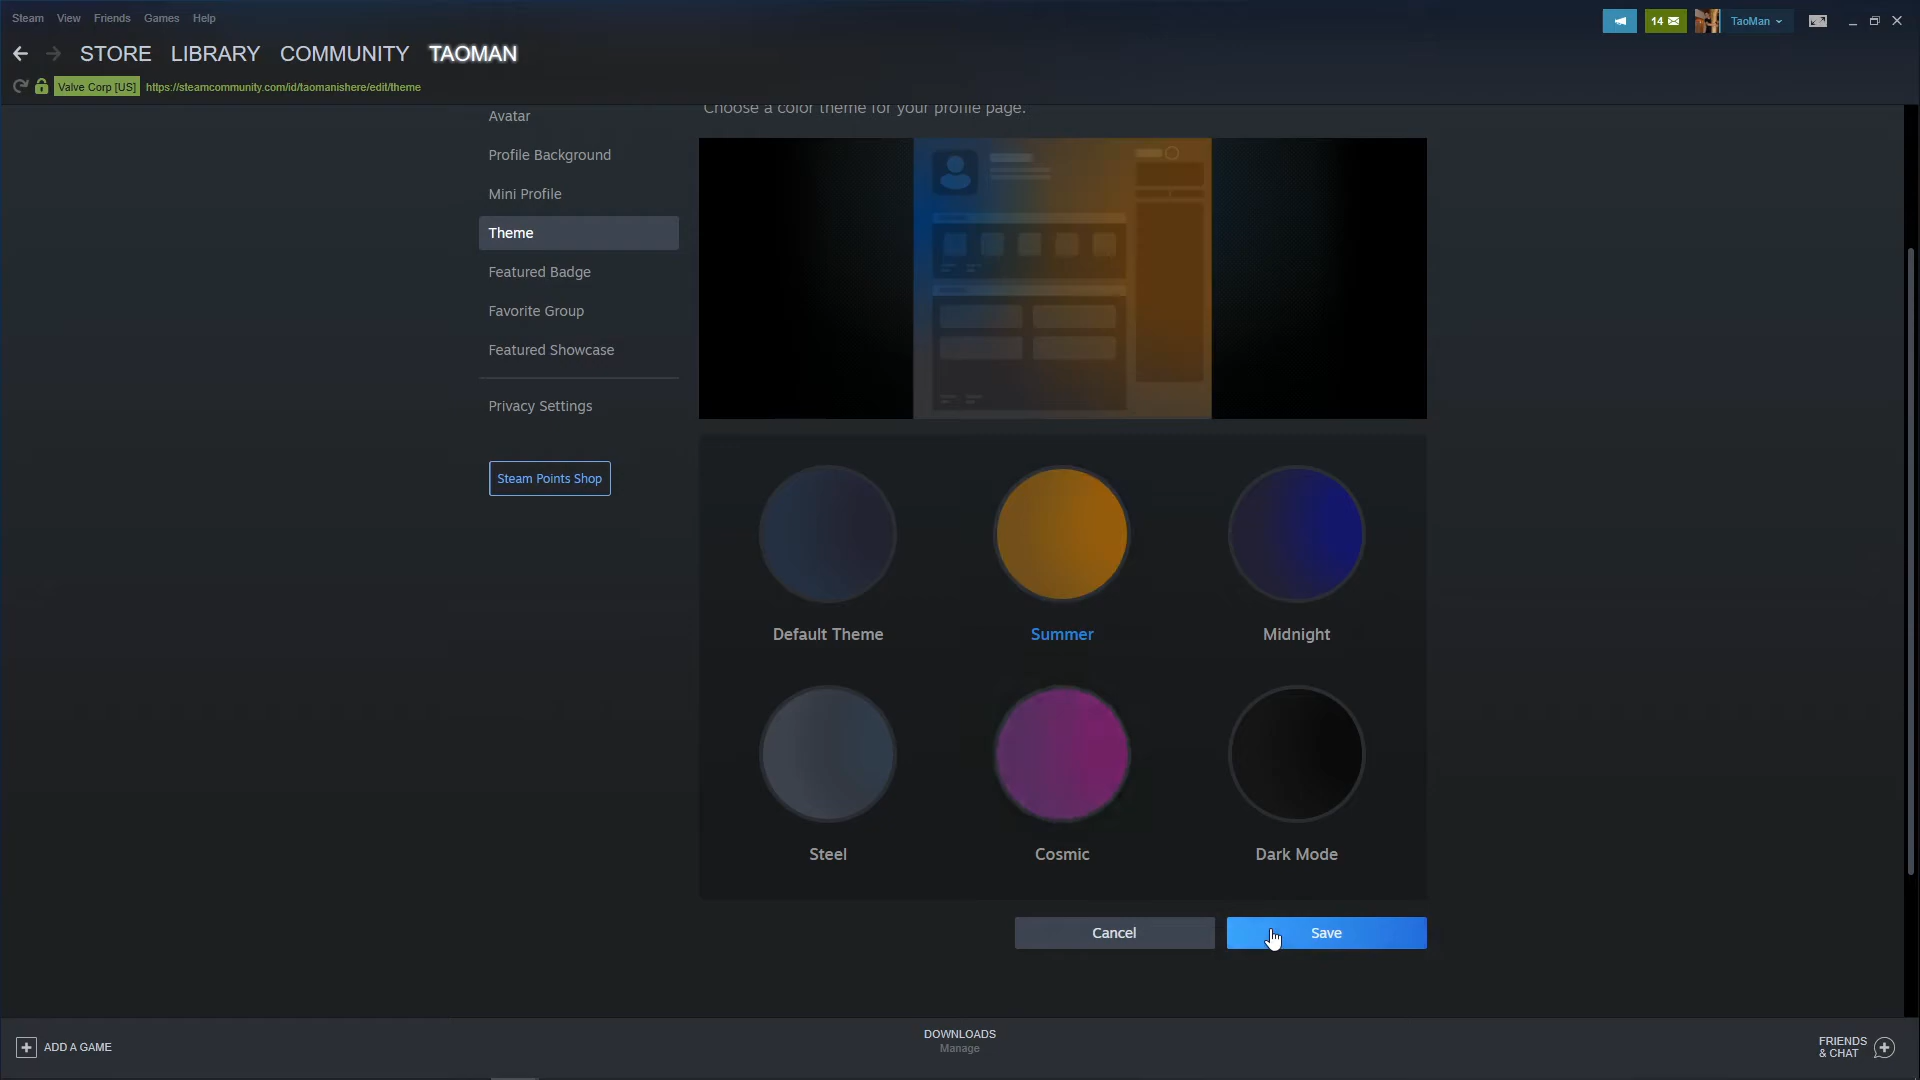 Steam View Friends Games Help
14 TaoMan
STORE LIBRARY COMMUNITY TAOMAN
Valve Corp [US] https://steamcommunity.com/id/taomanishere/edit/theme
Choose a color theme for your profile page.
Avatar
Profile Background
Mini Profile
Theme
Featured Badge
Favorite Group
Featured Showcase
Privacy Settings
Steam Points Shop
Default Theme Summer Midnight
Steel Cosmic Dark Mode
Cancel Save
ADD A GAME
DOWNLOADS
Manage
FRIENDS
& CHAT